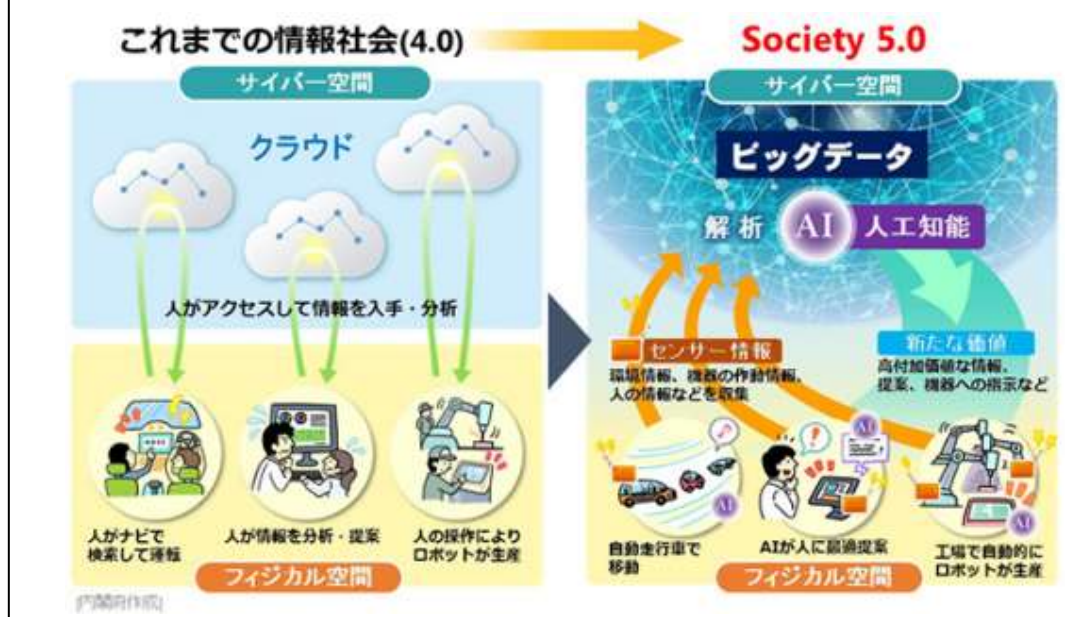 これまでの情報社会(4.0)
Society 5.0
サイバー空間
クラウド
人がアクセスして情報を入手・分析
人がナビで
検索して運転
人が情報を分析・提案
人の操作により
ロボットが生産
フィジカル空間
サイバー空間
ビッグデータ
解析 AI 人工知能
センサー情報
環境情報、機器の作動情報、
人の情報などを収集
新たな価値
高付加価値な情報、
提案、機器への指示など
AI
AI
AI
自動走行車で
移動
AIが人に最適提案
工場で自動的に
ロボットが生産
フィジカル空間
[内閣府作成]